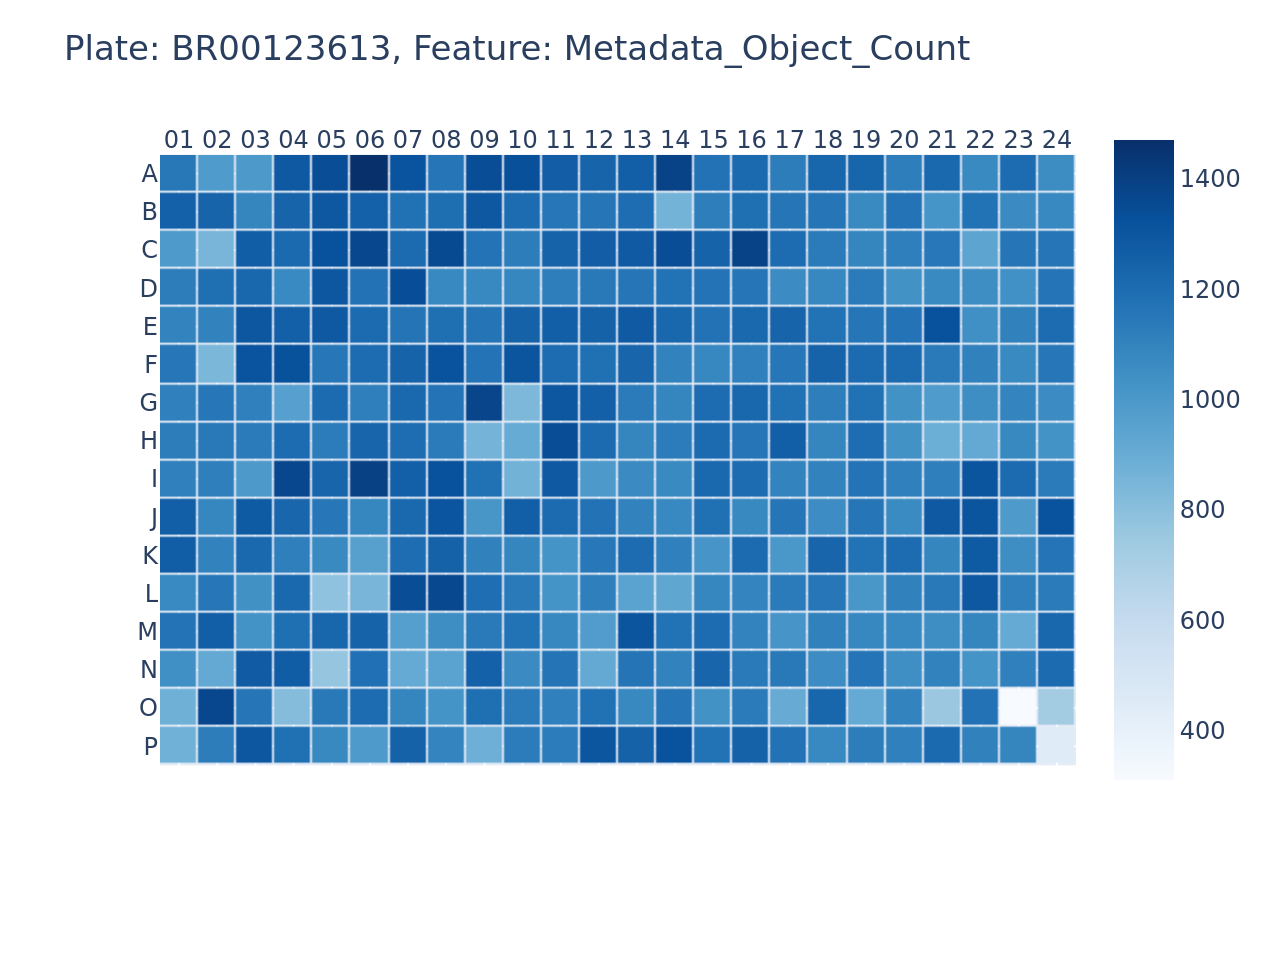 Plate: BR00123613, Feature: Metadata_Object_Count
01 02 03 04 05 06 07 08 09 10 11 12 13 14 15 16 17 18 19 20 21 22 23 24
A
B
C
D
E
F
G
H
I
J
K
L
M
N
O
P
1400
1200
1000
800
600
400